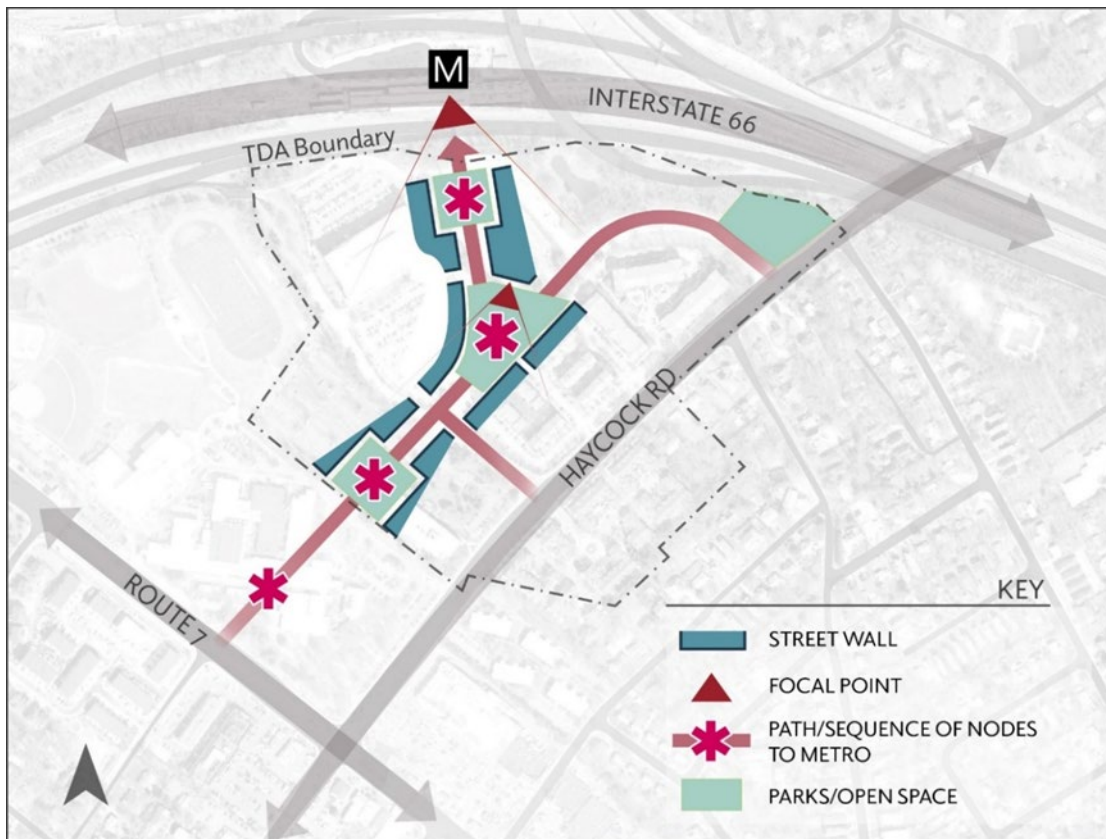 M
INTERSTATE 66
TDA Boundary
HAYCOCK RD
ROUTE 7
KEY
STREET WALL
FOCAL POINT
PATH/SEQUENCE OF NODES
TO METRO
PARKS/OPEN SPACE